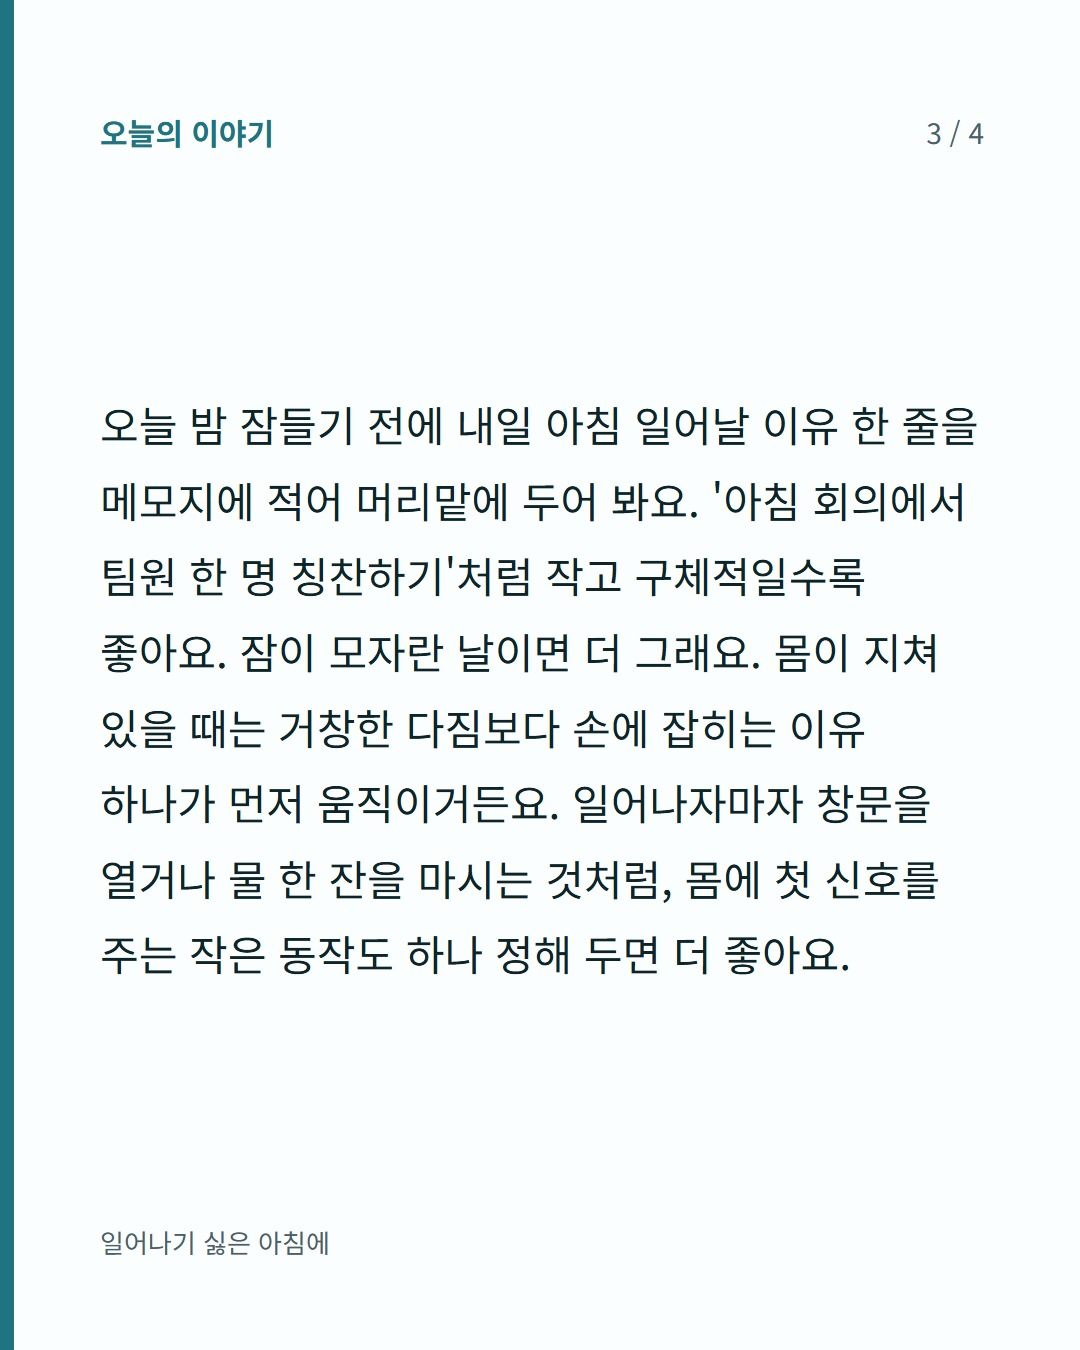 오늘의 이야기
3 / 4
오늘 밤 잠들기 전에 내일 아침 일어날 이유 한 줄을
메모지에 적어 머리맡에 두어 봐요. '아침 회의에서
팀원 한 명 칭찬하기'처럼 작고 구체적일수록
좋아요. 잠이 모자란 날이면 더 그래요. 몸이 지쳐
있을 때는 거창한 다짐보다 손에 잡히는 이유
하나가 먼저 움직이거든요. 일어나자마자 창문을
열거나 물 한 잔을 마시는 것처럼, 몸에 첫 신호를
주는 작은 동작도 하나 정해 두면 더 좋아요.
일어나기 싫은 아침에